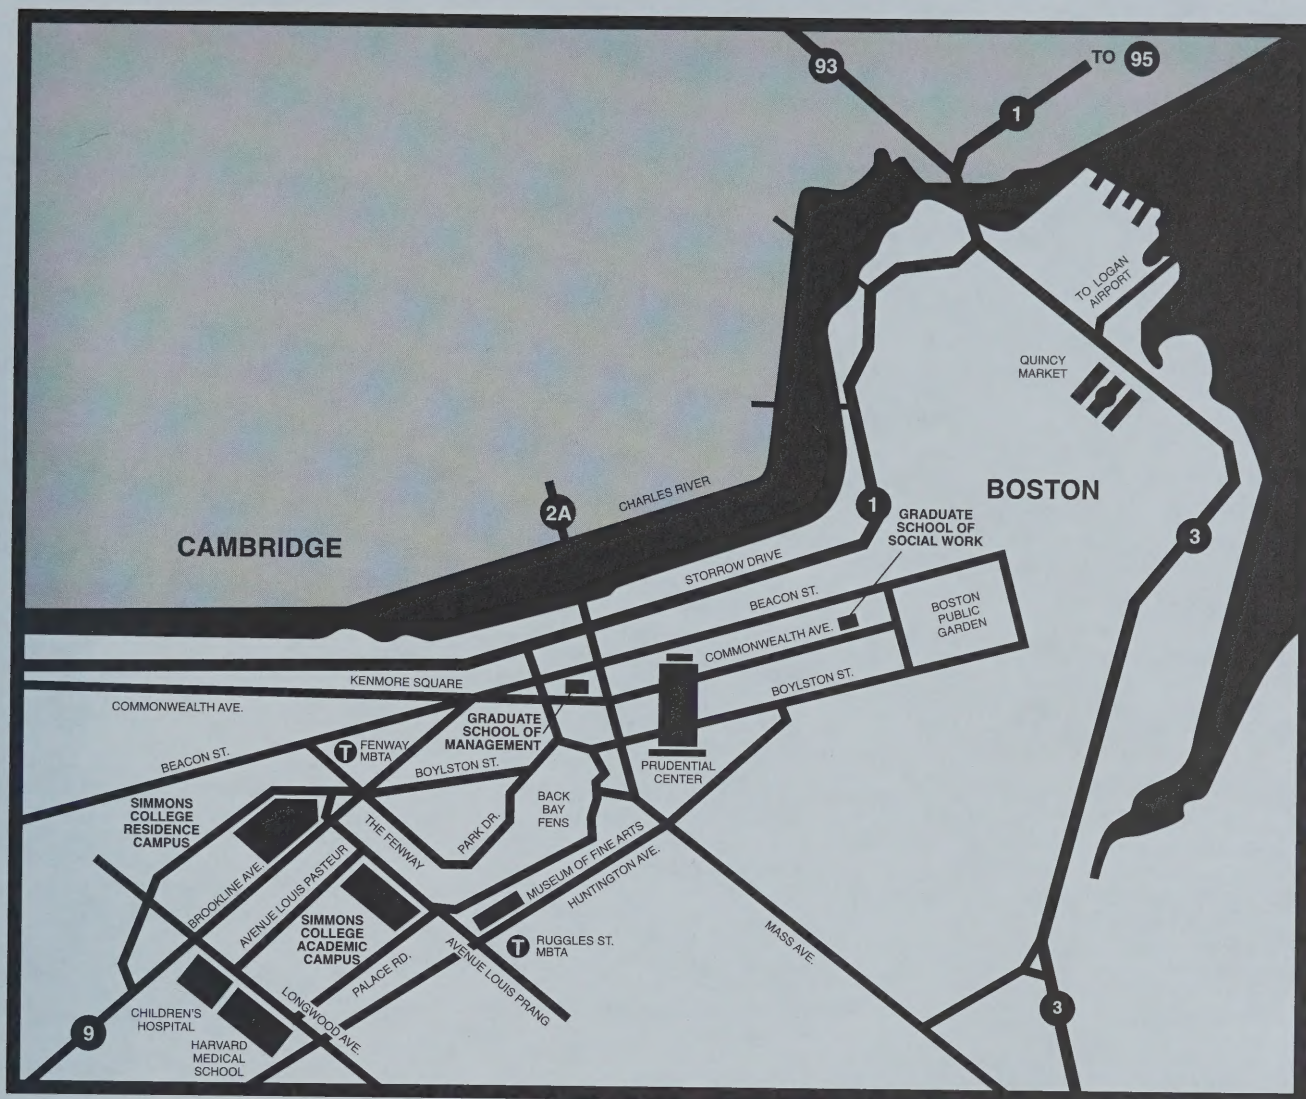 93
TO 95
1
TO LOGAN
AIRPORT
QUINCY
MARKET
BOSTON
CHARLES RIVER
2A
CAMBRIDGE
1
GRADUATE
SCHOOL OF
SOCIAL WORK
3
STORROW DRIVE
BEACON ST.
BOSTON
PUBLIC
GARDEN
COMMONWEALTH AVE.
KENMORE SQUARE
BOYLSTON ST.
COMMONWEALTH AVE.
GRADUATE
SCHOOL OF
MANAGEMENT
BEACON ST.
T FENWAY
MBTA
BOYLSTON ST.
PRUDENTIAL
CENTER
SIMMONS
COLLEGE
RESIDENCE
CAMPUS
BACK
BAY
FENS
THE FENWAY
PARK DR.
MUSEUM OF FINE ARTS
HUNTINGTON AVE.
BROOKLINE AVE.
AVENUE LOUIS PASTEUR
SIMMONS
COLLEGE
ACADEMIC
CAMPUS
MASS AVE.
T RUGGLES ST.
MBTA
AVENUE LOUIS PRANG
PALACE RD.
LONGWOOD AVE.
CHILDREN'S
HOSPITAL
9
HARVARD
MEDICAL
SCHOOL
3